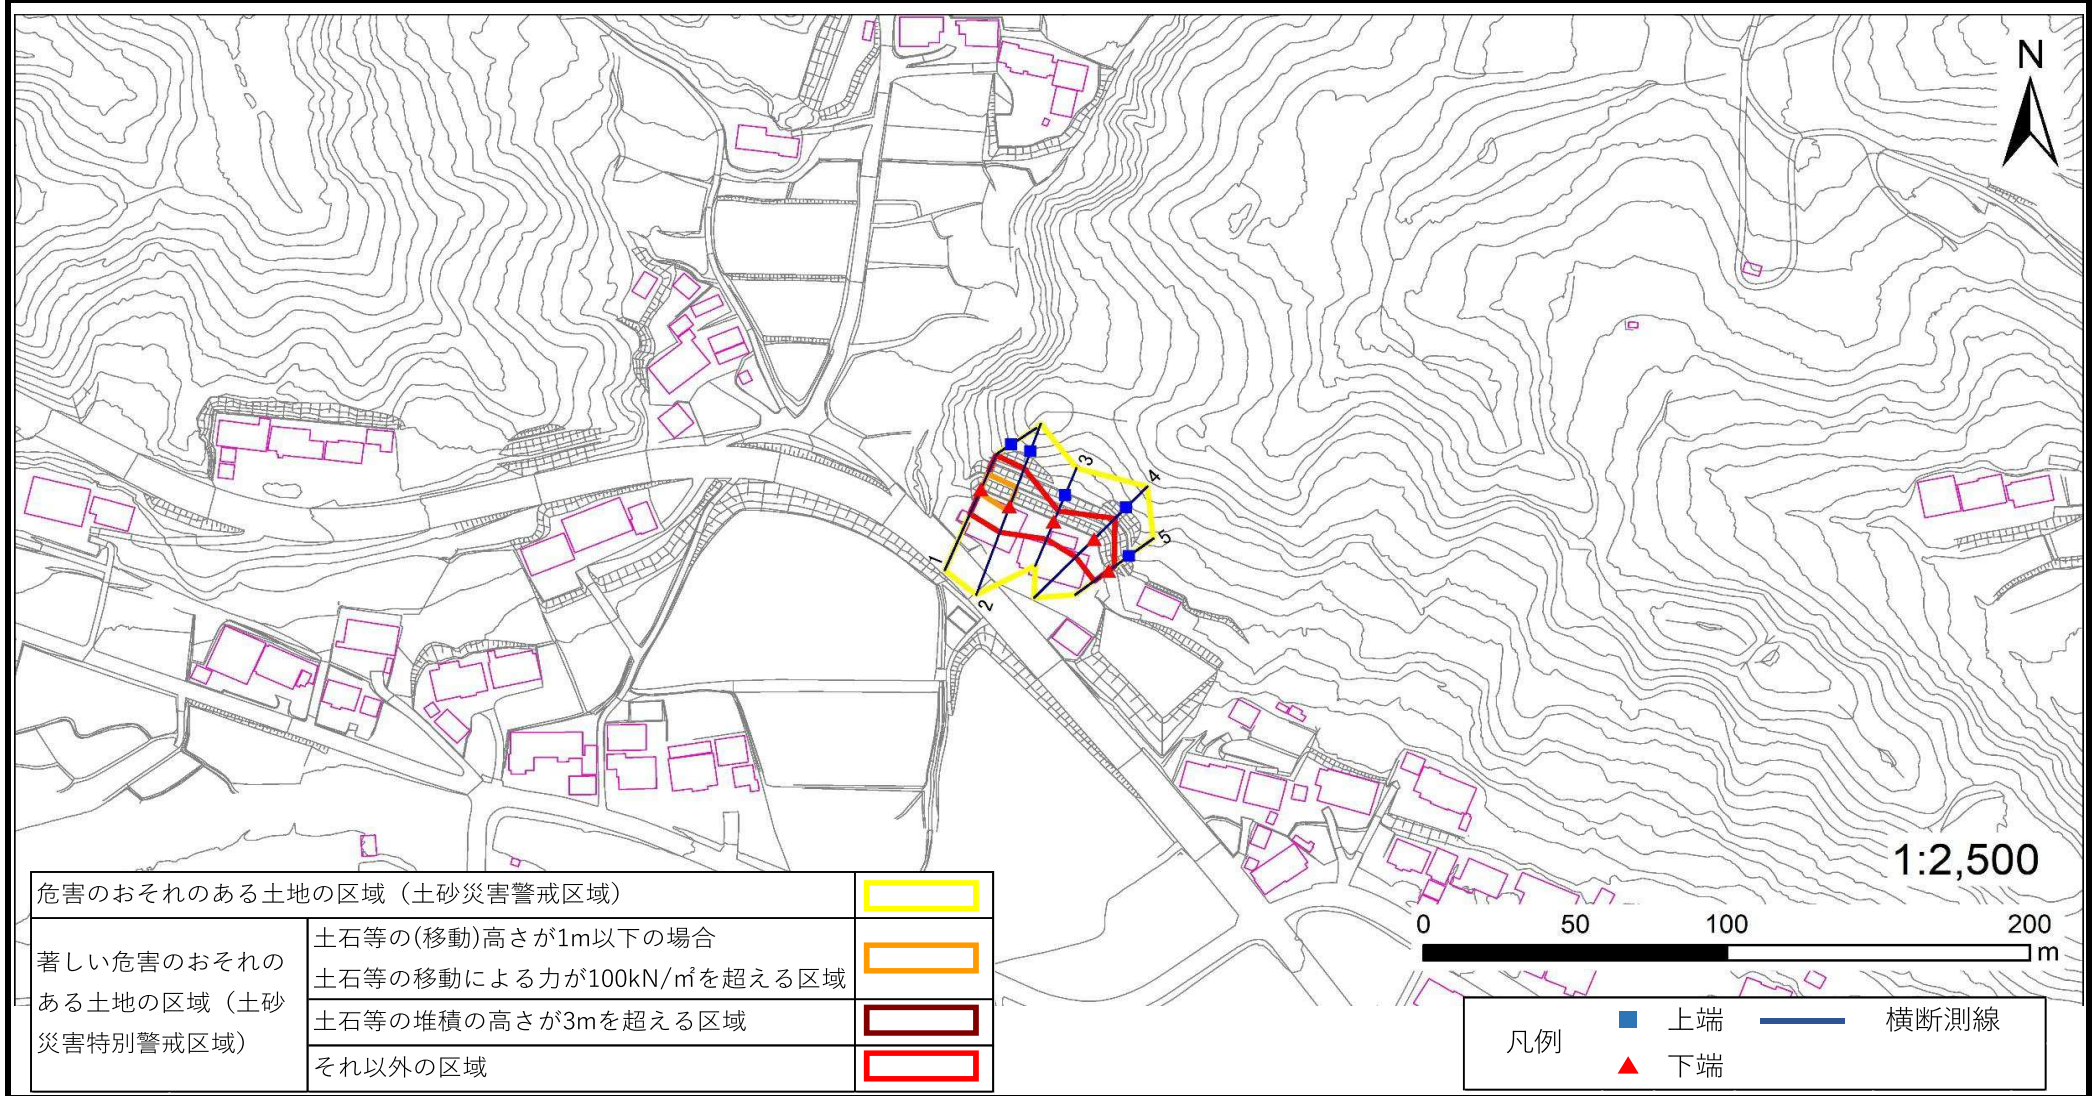 N
3
4
5
1
2
1:2,500
0 50 100 200
m
危害のおそれのある土地の区域（土砂災害警戒区域）
著しい危害のおそれの
ある土地の区域（土砂
災害特別警戒区域）
土石等の(移動)高さが1m以下の場合
土石等の移動による力が100kN/㎡を超える区域
土石等の堆積の高さが3mを超える区域
それ以外の区域
凡例
上端
横断測線
下端